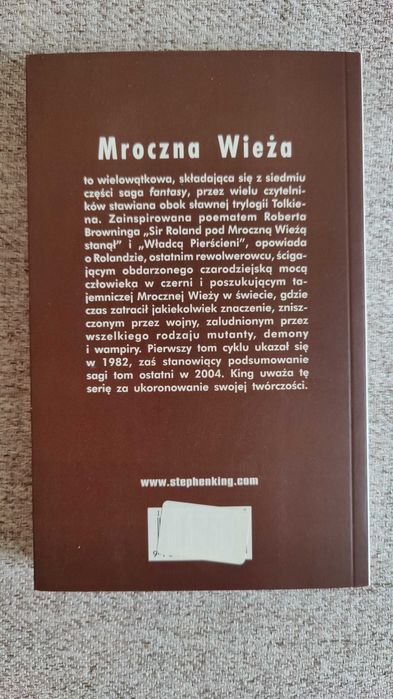 Mroczna Wieża
to wielowątkowa, składająca się z siedmiu
części saga fantasy, przez wielu czytelni-
ków stawiana obok sławnej trylogii Tolkie-
na. Zainspirowana poematem Roberta
Browninga „Sir Roland pod Mroczną Wieżą
stanął” i „Władcą Pierścieni”, opowiada
o Rolandzie, ostatnim rewolwerowcu, ściga-
jącym obdarzonego czarodziejską mocą
człowieka w czerni i poszukującym ta-
jemniczej Mrocznej Wieży w świecie, gdzie
czas zatracił jakiekolwiek znaczenie, znisz-
czonym przez wojny, zaludnionym przez
wszelkiego rodzaju mutanty, demony
i wampiry. Pierwszy tom cyklu ukazał się
w 1982, zaś stanowiący podsumowanie
sagi tom ostatni w 2004. King uważa tę
serię za ukoronowanie swojej twórczości.
www.stephenking.com